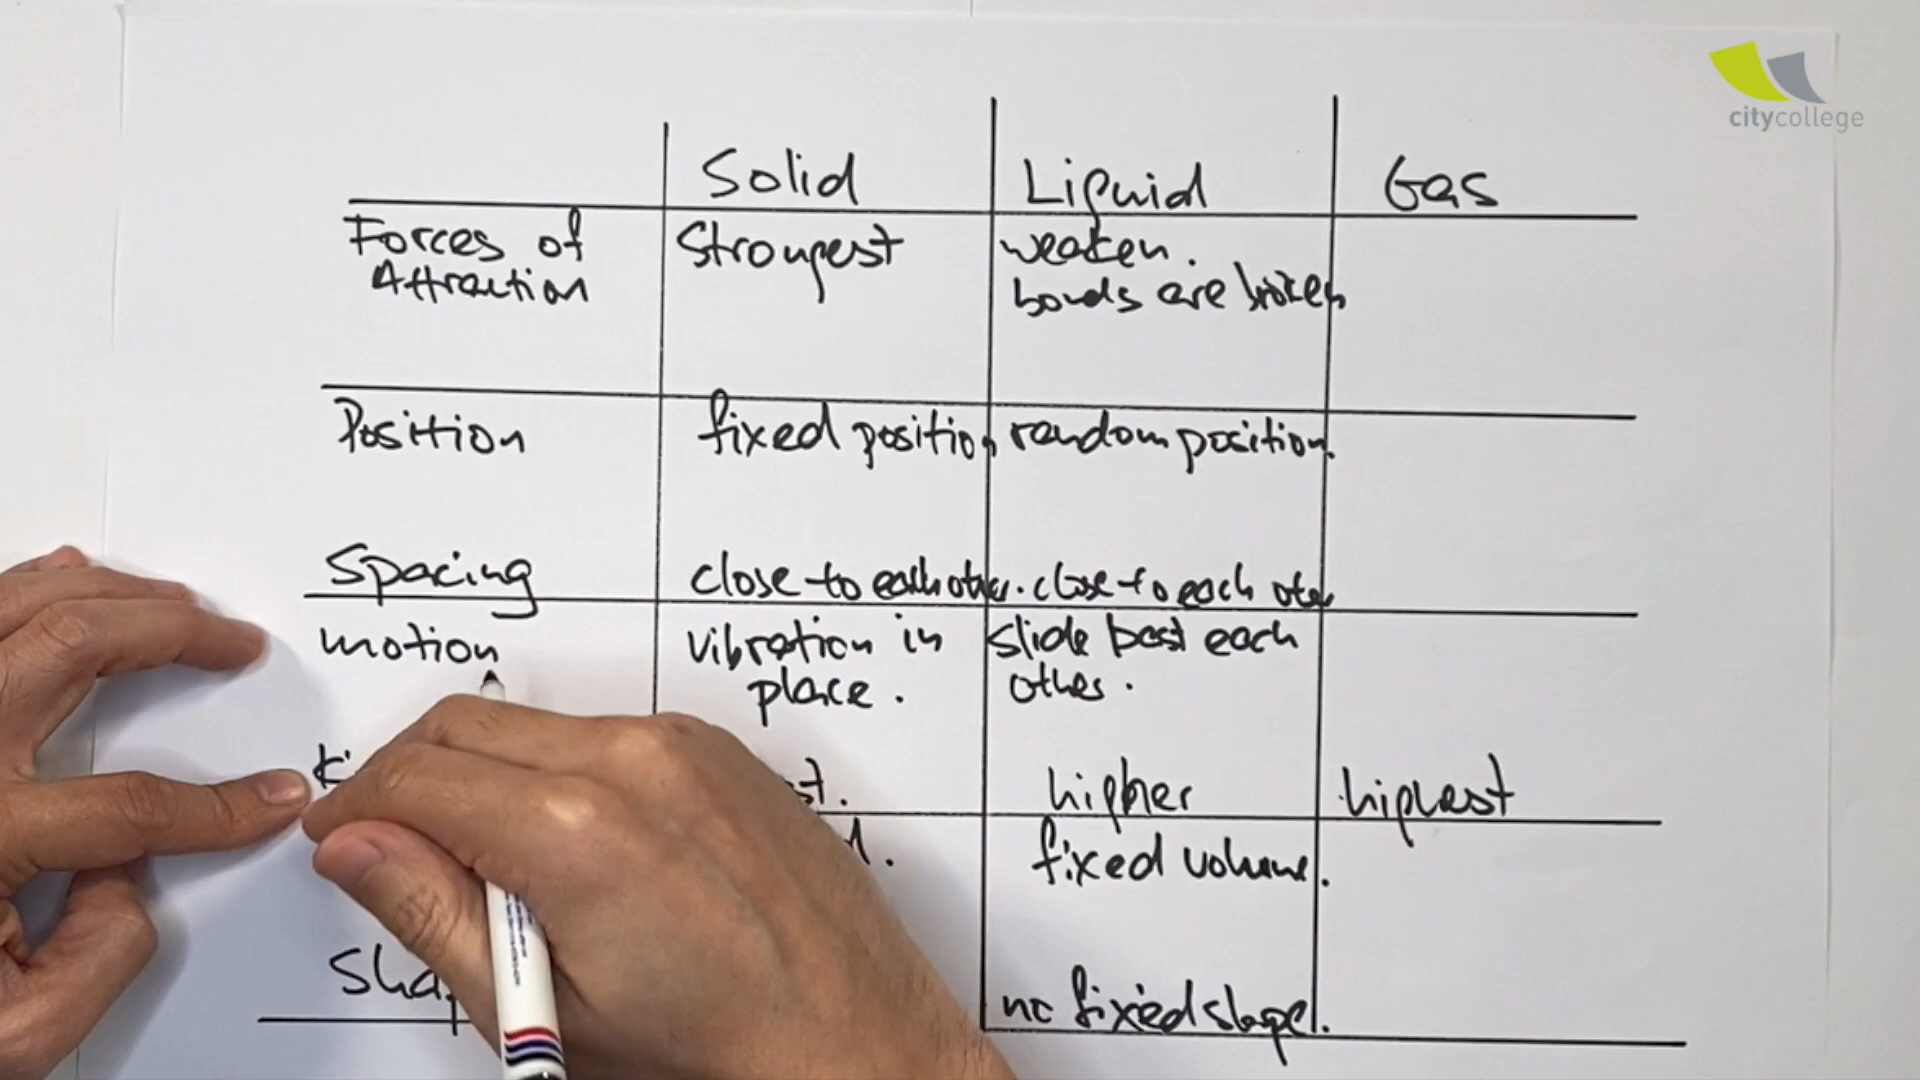 citycollege
Solid Liquid Gas
Forces of Attraction
Strongest
weaken.
bonds are broken
Position
fixed position
random position.
Spacing
close to each other.
close to each other
motion
vibration in
place.
slide past each
other.
higher
highest
fixed volume.
no fixed shape.